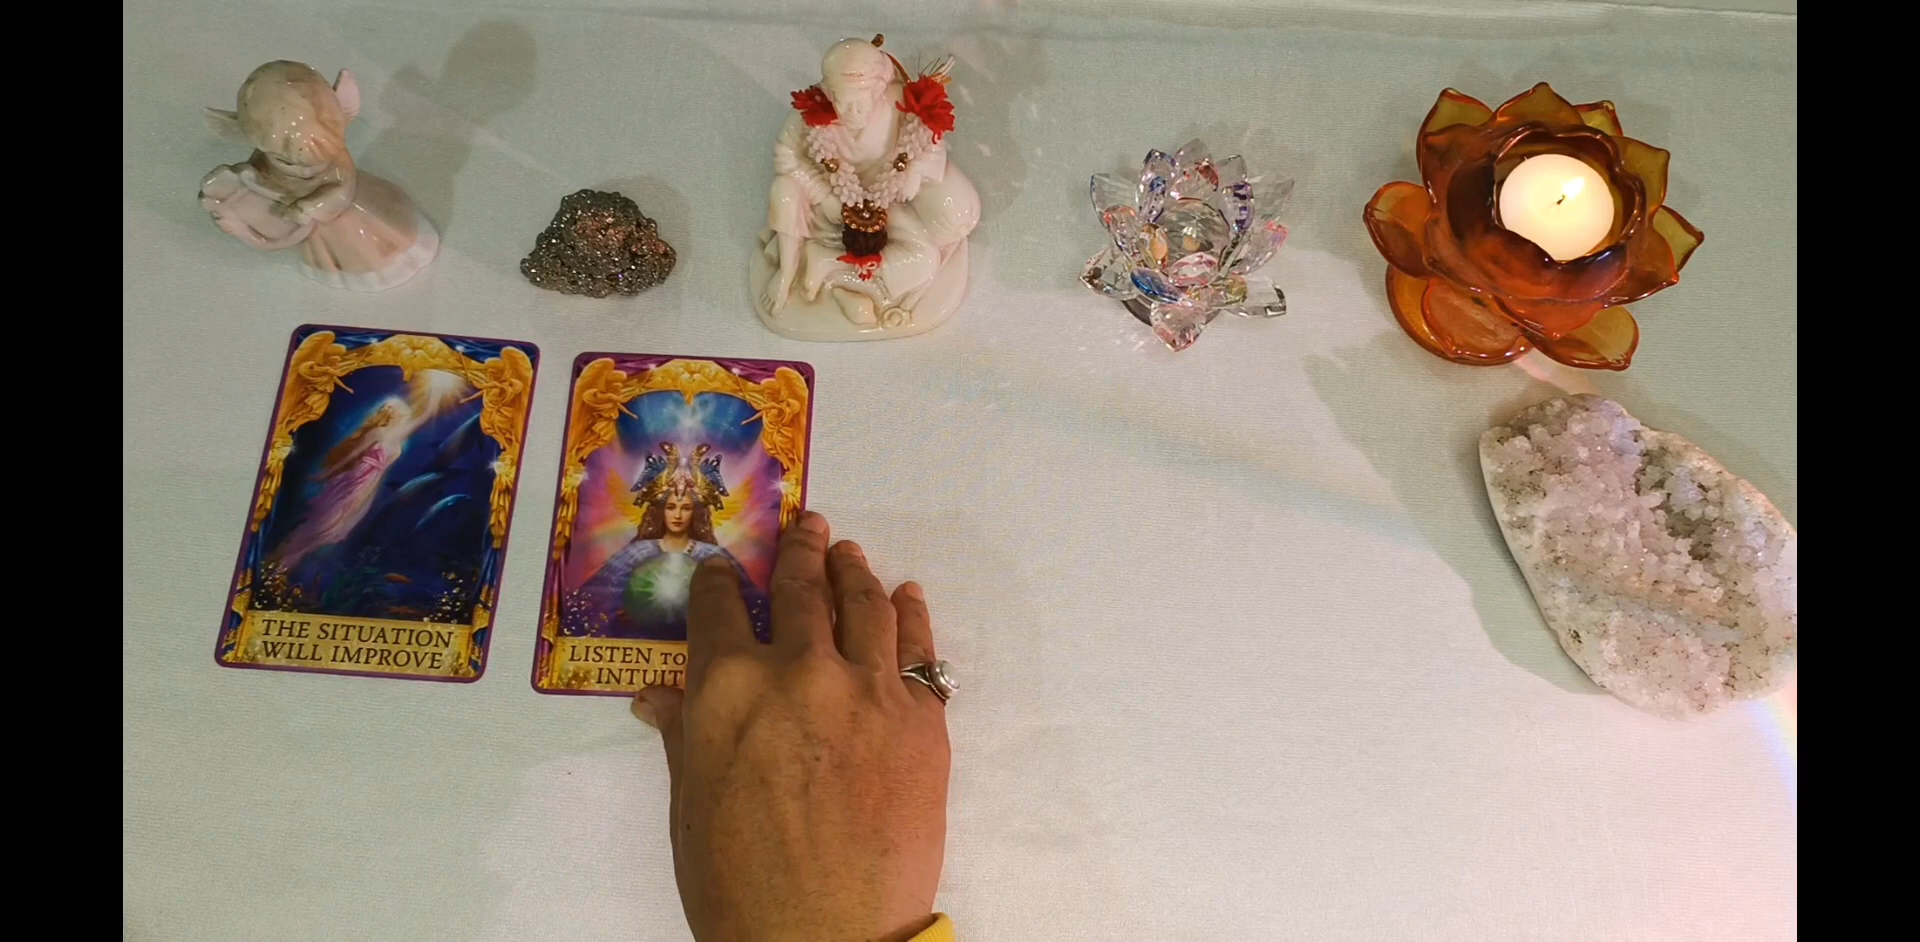 THE SITUATION
WILL IMPROVE
LISTEN TO
INTUIT